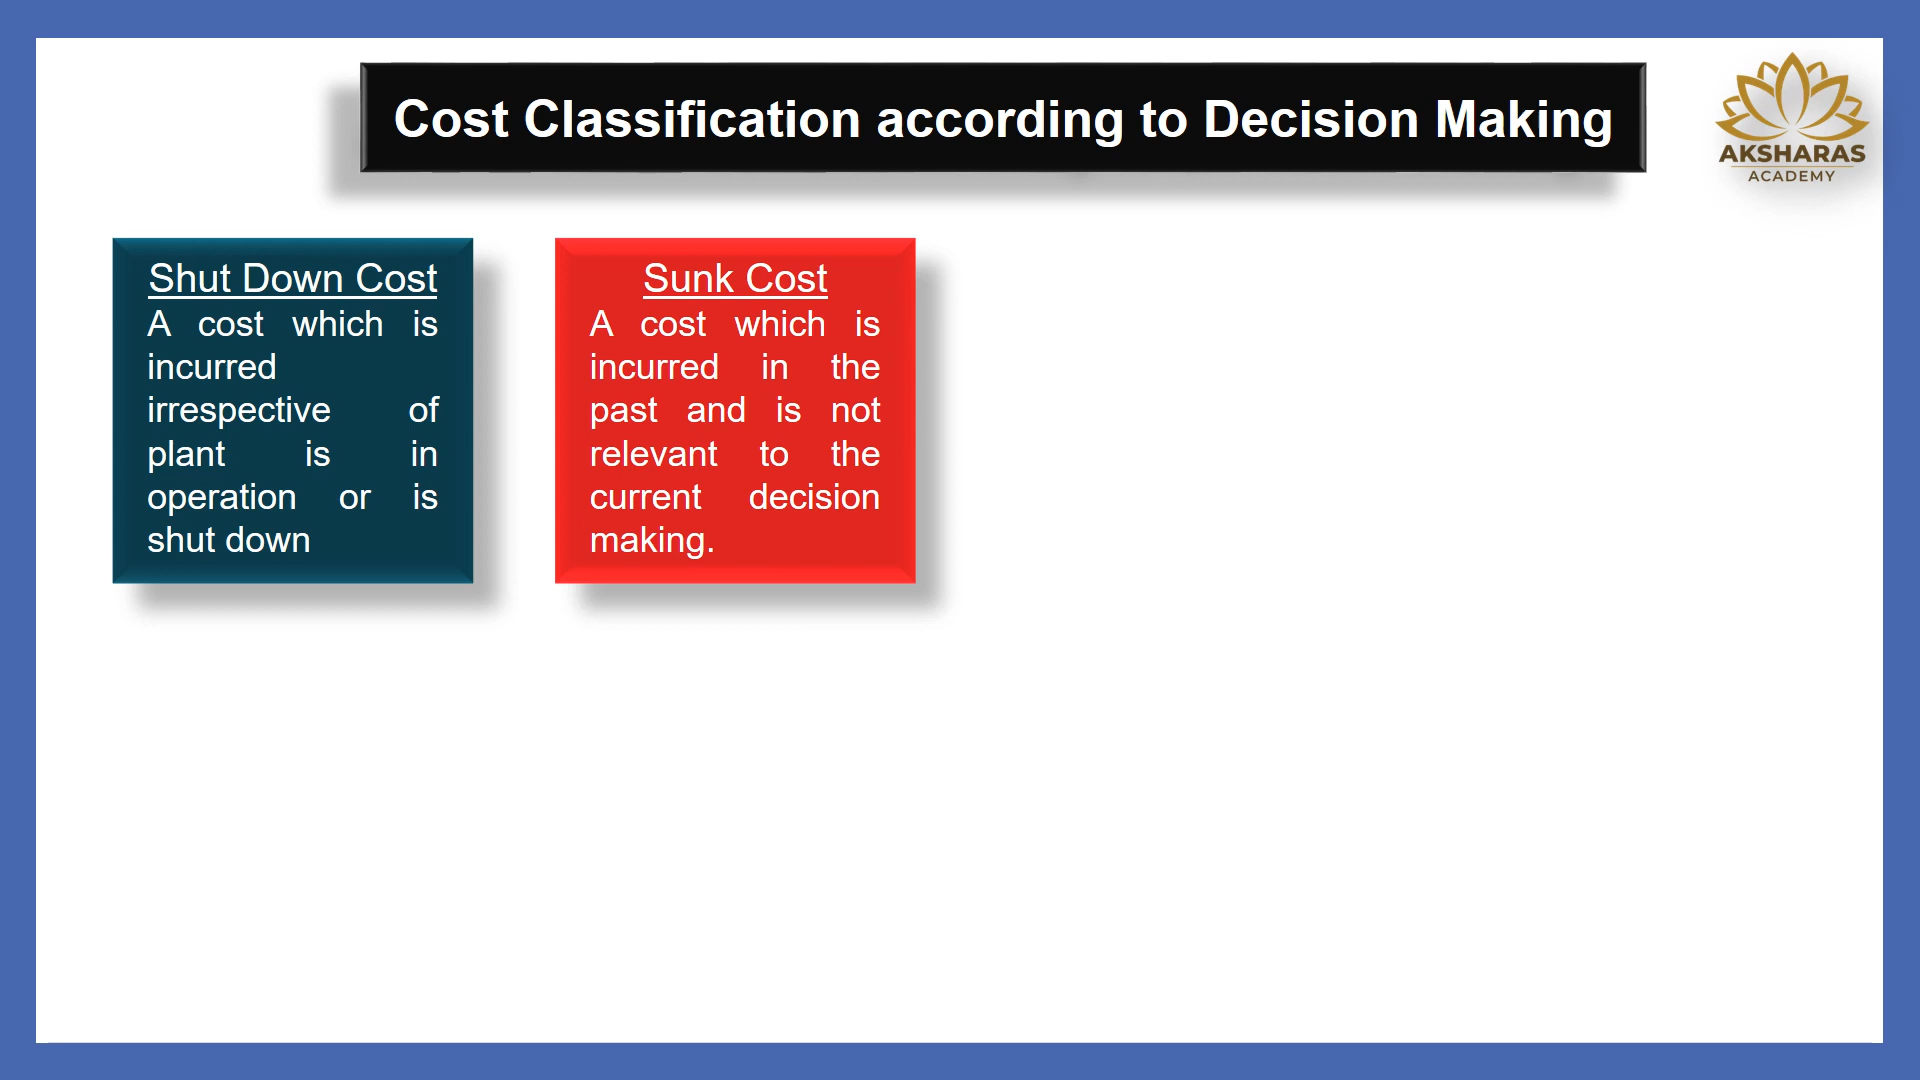 Cost Classification according to Decision Making
AKSHARAS
ACADEMY
Shut Down Cost
A cost which is
incurred
irrespective of
plant is in
operation or is
shut down
Sunk Cost
A cost which is
incurred in the
past and is not
relevant to the
current decision
making.